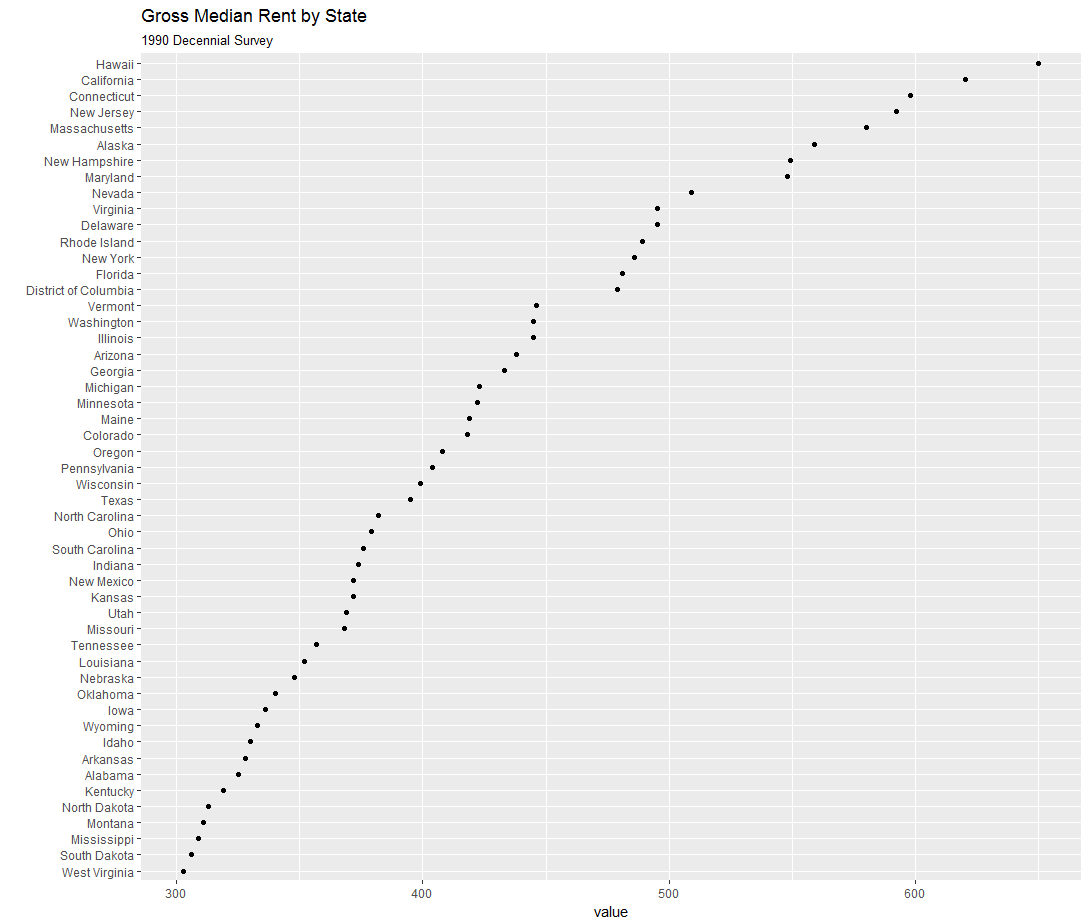 Gross Median Rent by State
1990 Decennial Survey
Hawaii
California
Connecticut
New Jersey
Massachusetts
Alaska
New Hampshire
Maryland
Nevada
Virginia
Delaware
Rhode Island
New York
Florida
District of Columbia
Vermont
Washington
Illinois
Arizona
Georgia
Michigan
Minnesota
Maine
Colorado
Oregon
Pennsylvania
Wisconsin
Texas
North Carolina
Ohio
South Carolina
Indiana
New Mexico
Kansas
Utah
Missouri
Tennessee
Louisiana
Nebraska
Oklahoma
Iowa
Wyoming
Idaho
Arkansas
Alabama
Kentucky
North Dakota
Montana
Mississippi
South Dakota
West Virginia
300 400 500 600
value